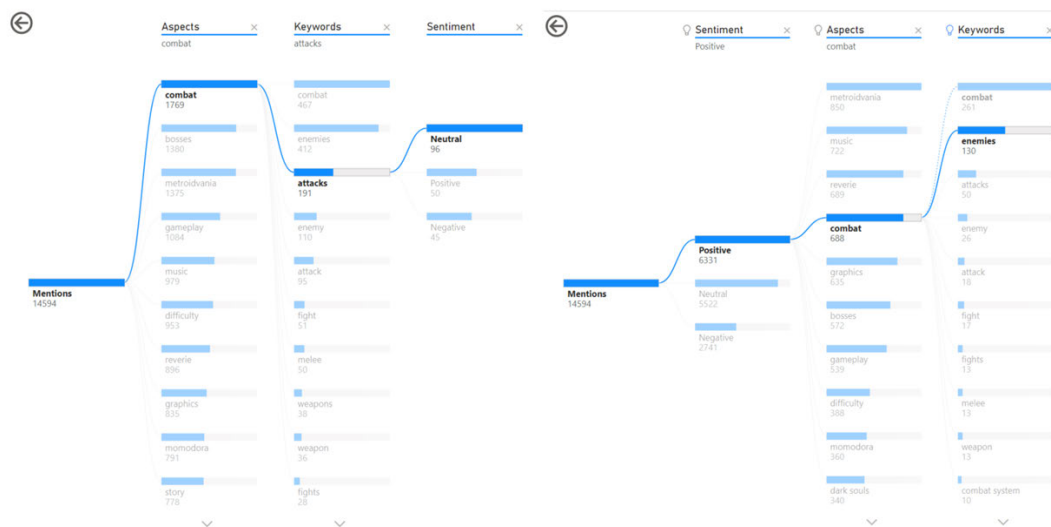 Aspects
combat
Keywords
attacks
Sentiment
Mentions
14594
combat
1769
bosses
1380
metroidvania
1375
gameplay
1084
music
979
difficulty
953
reverie
896
graphics
835
momodora
791
story
778
combat
467
enemies
412
attacks
191
enemy
110
attack
95
fight
51
melee
50
weapons
38
weapon
36
fights
28
Neutral
96
Positive
50
Negative
45
Sentiment
Positive
Aspects
combat
Keywords
Mentions
14594
Positive
6331
Neutral
5522
Negative
2741
metroidvania
850
music
722
reverie
689
combat
688
graphics
635
bosses
572
gameplay
539
difficulty
388
momodora
360
dark souls
340
combat
261
enemies
130
attacks
50
enemy
26
attack
18
fight
17
fights
13
melee
13
weapon
13
combat system
10